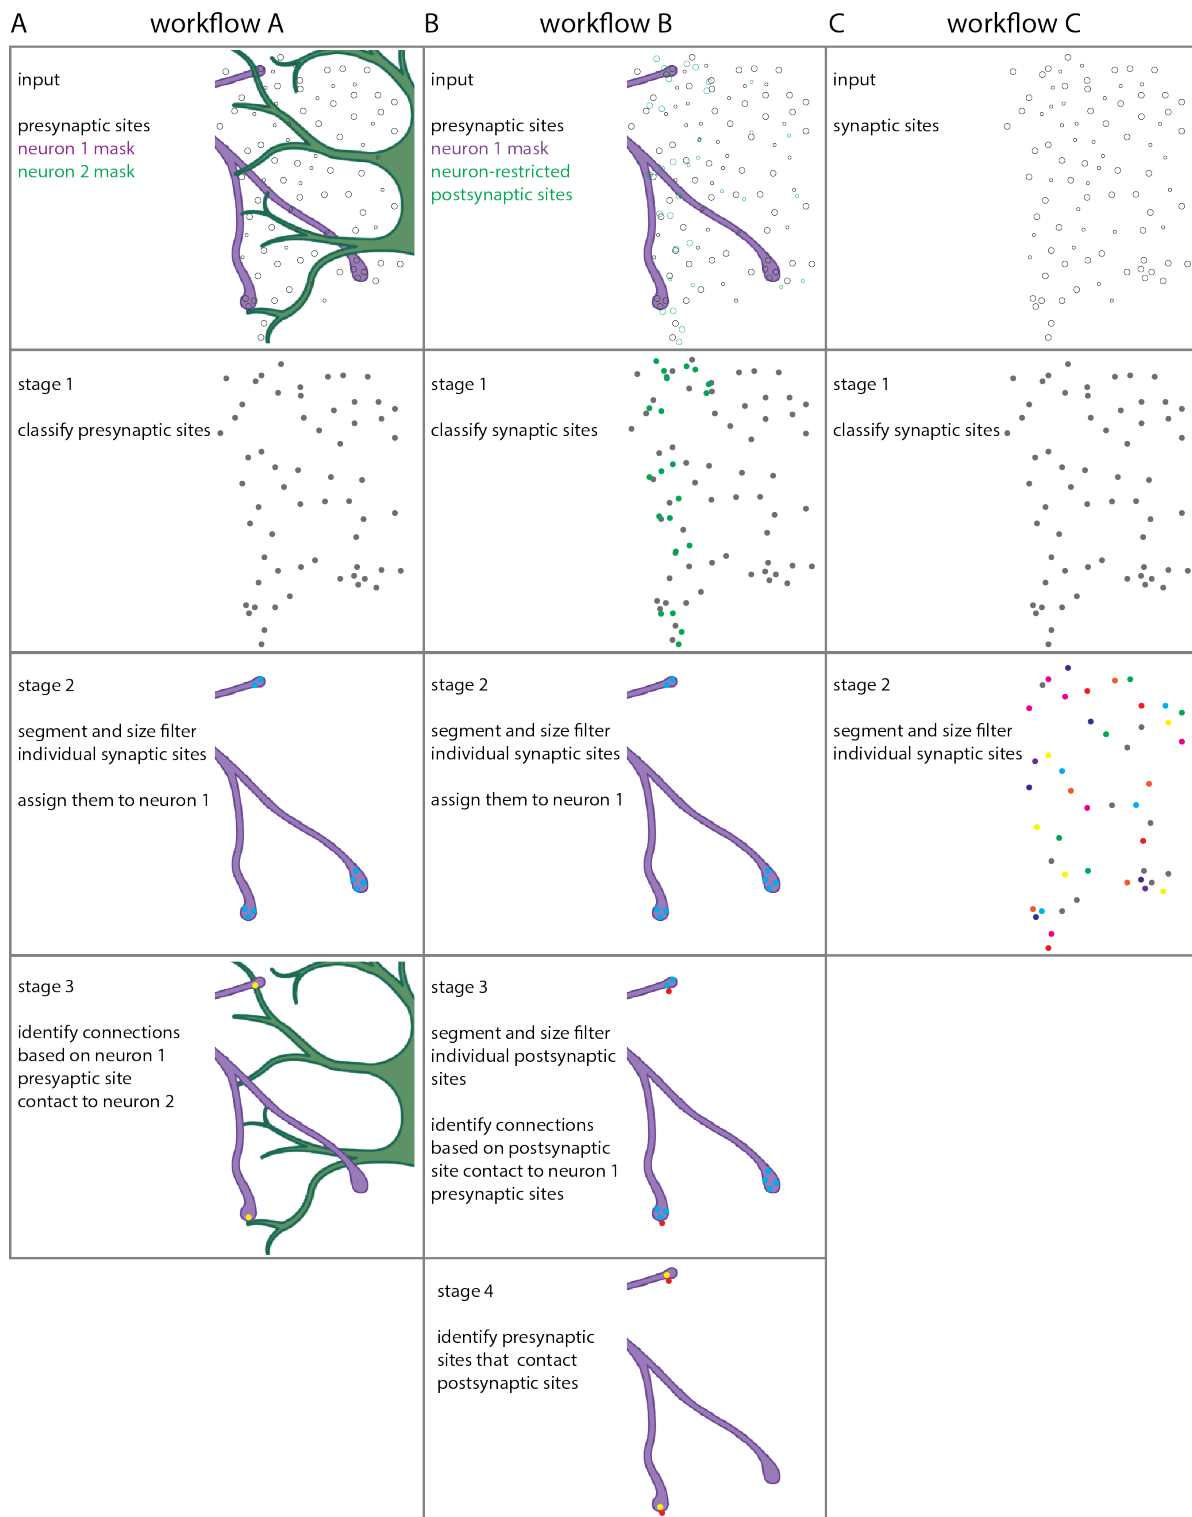 A workflow A
input
presynaptic sites
neuron 1 mask
neuron 2 mask
stage 1
classify presynaptic sites
stage 2
segment and size filter
individual synaptic sites
assign them to neuron 1
stage 3
identify connections
based on neuron 1
presyaptic site
contact to neuron 2
B workflow B
input
presynaptic sites
neuron 1 mask
neuron-restricted
postsynaptic sites
stage 1
classify synaptic sites
stage 2
segment and size filter
individual synaptic sites
assign them to neuron 1
stage 3
segment and size filter
individual postsynaptic
sites
identify connections
based on postsynaptic
site contact to neuron 1
presynaptic sites
stage 4
identify presynaptic
sites that contact
postsynaptic sites
C workflow C
input
synaptic sites
stage 1
classify synaptic sites
stage 2
segment and size filter
individual synaptic sites